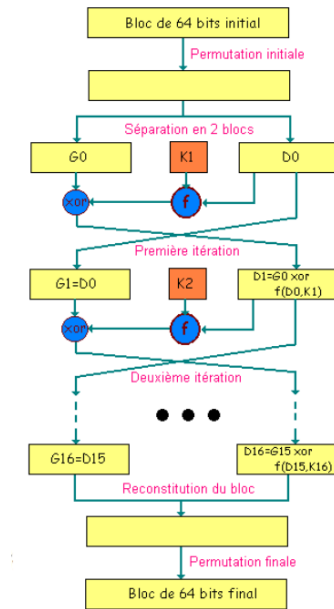 Bloc de 64 bits initial
Permutation initiale
Séparation en 2 blocs
G0
K1
D0
xor
f
Première itération
G1=D0
K2
D1=G0 xor
f(D0,K1)
xor
f
Deuxième itération
G16=D15
D16=G15 xor
f(D15,K16)
Reconstitution du bloc
Permutation finale
Bloc de 64 bits final